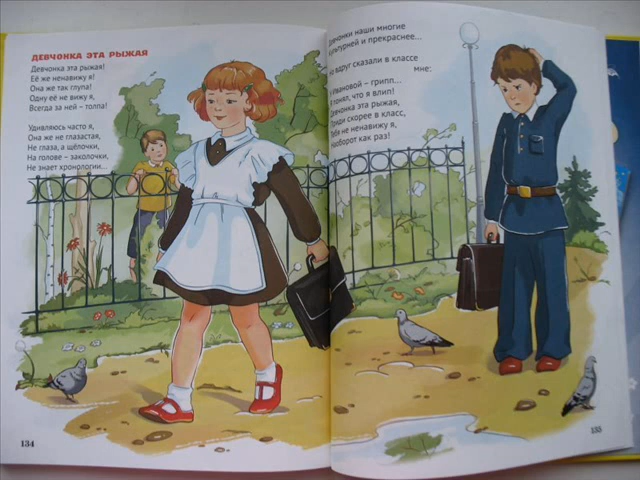 ДЕВЧОНКА ЭТА РЫЖАЯ
Девчонка эта рыжая!
Её же ненавижу я!
Она же так глупа!
Одну её не вижу я,
Всегда за ней – толпа!
Удивляюсь часто я,
Она же не глазастая,
Не глаза, а щёлочки,
На голове – заколочки,
Не знает хронологии...
134
Девчонки наши многие
Культурней и прекраснее...
Но вдруг сказали в классе
мне:
У Ивановой – грипп...
Я понял, что я влип!
Девчонка эта рыжая,
Приди скорее в класс,
Тебя не ненавижу я,
Наоборот как раз!
135